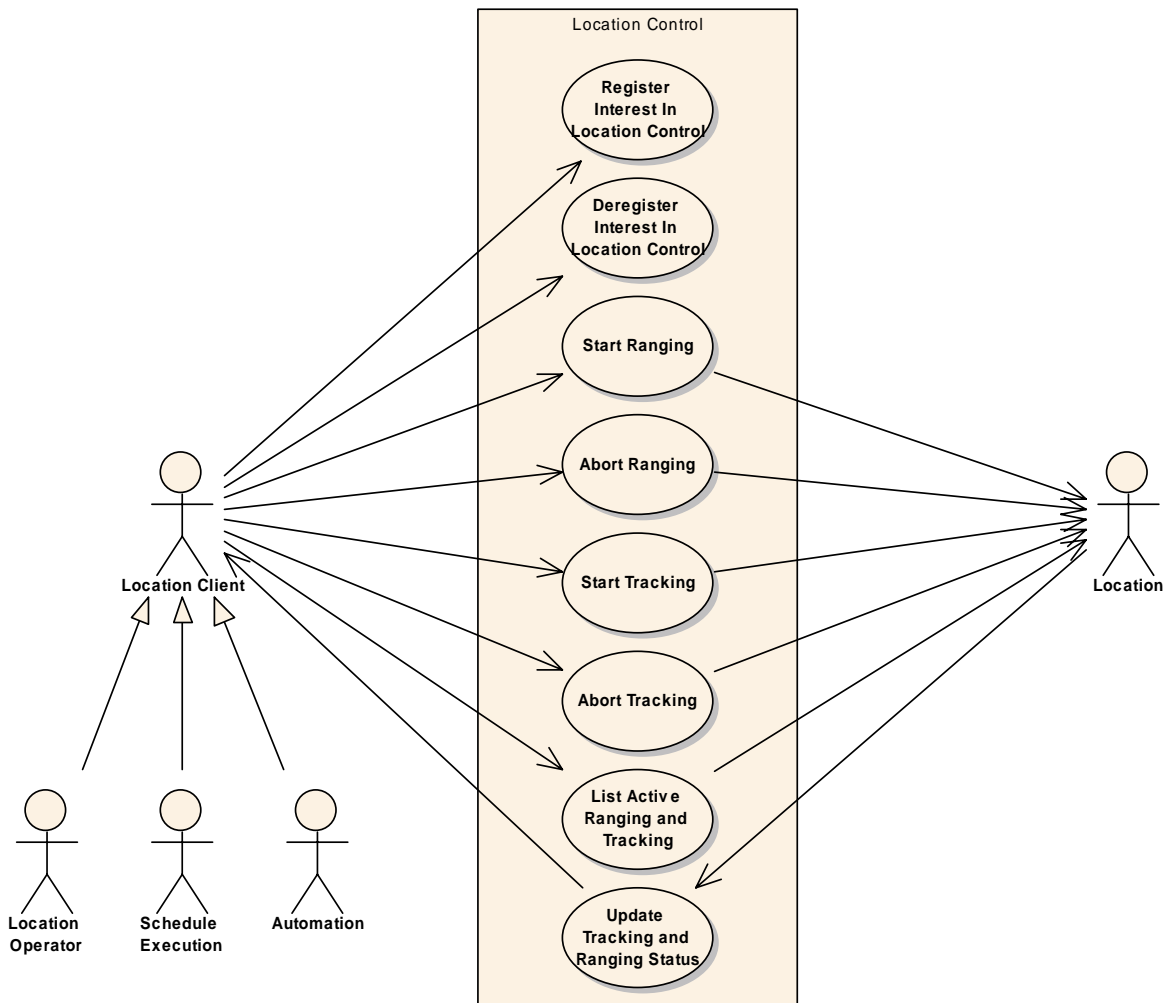 Location Control
Register
Interest In
Location Control
Deregister
Interest In
Location Control
Start Ranging
Abort Ranging
Start Tracking
Abort Tracking
List Active
Ranging and
Tracking
Update
Tracking and
Ranging Status
Location Client
Location
Location
Operator
Schedule
Execution
Automation